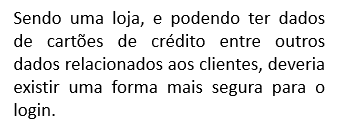 Sendo uma loja, e podendo ter dados
de cartões de crédito entre outros
dados relacionados aos clientes, deveria
existir uma forma mais segura para o
login.